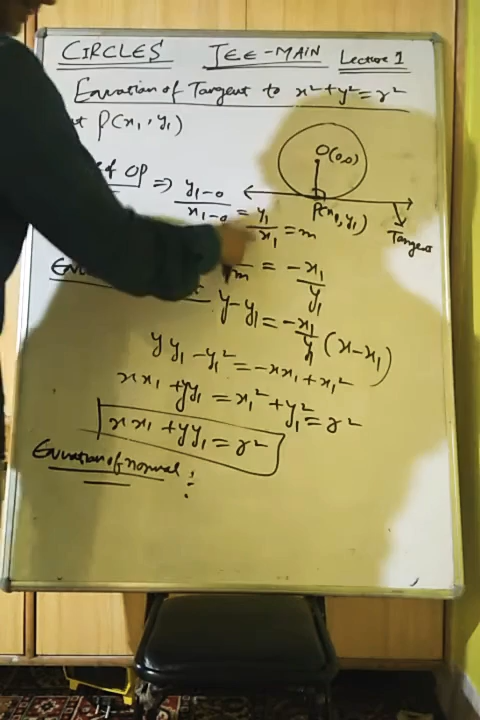 CIRCLES JEE-MAIN Lecture 1
Equation of Tangent to x²+y²=r²
P(x₁, y₁)
O(0,0)
of OP ⇒ y₁-0/x₁-0 = y₁/x₁ = m
P(x₁, y₁)
Tangent
m = -x₁/y₁
y-y₁ = -x₁/y₁ (x-x₁)
yy₁-y₁² = -xx₁+x₁²
xx₁+yy₁ = x₁²+y₁² = r²
xx₁+yy₁ = r²
Equation of normal :